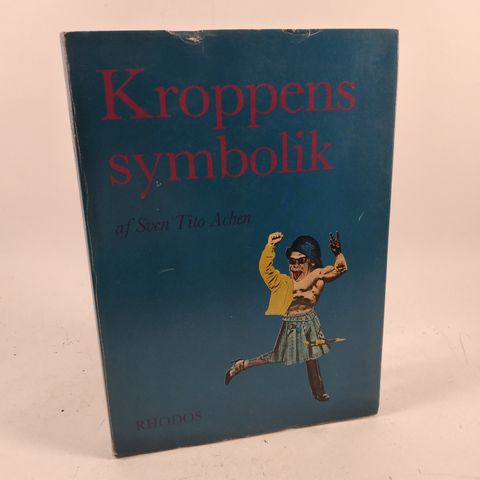 Kroppens
symbolik
af Sven Tito Achen
RHODOS